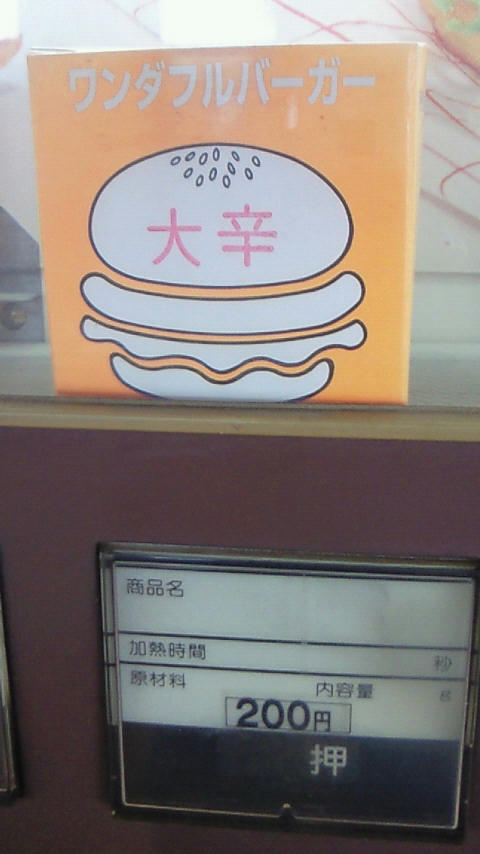 ワンダフルバーガー
大辛
商品名
加熱時間 秒
原材料 内容量 g
200円
押